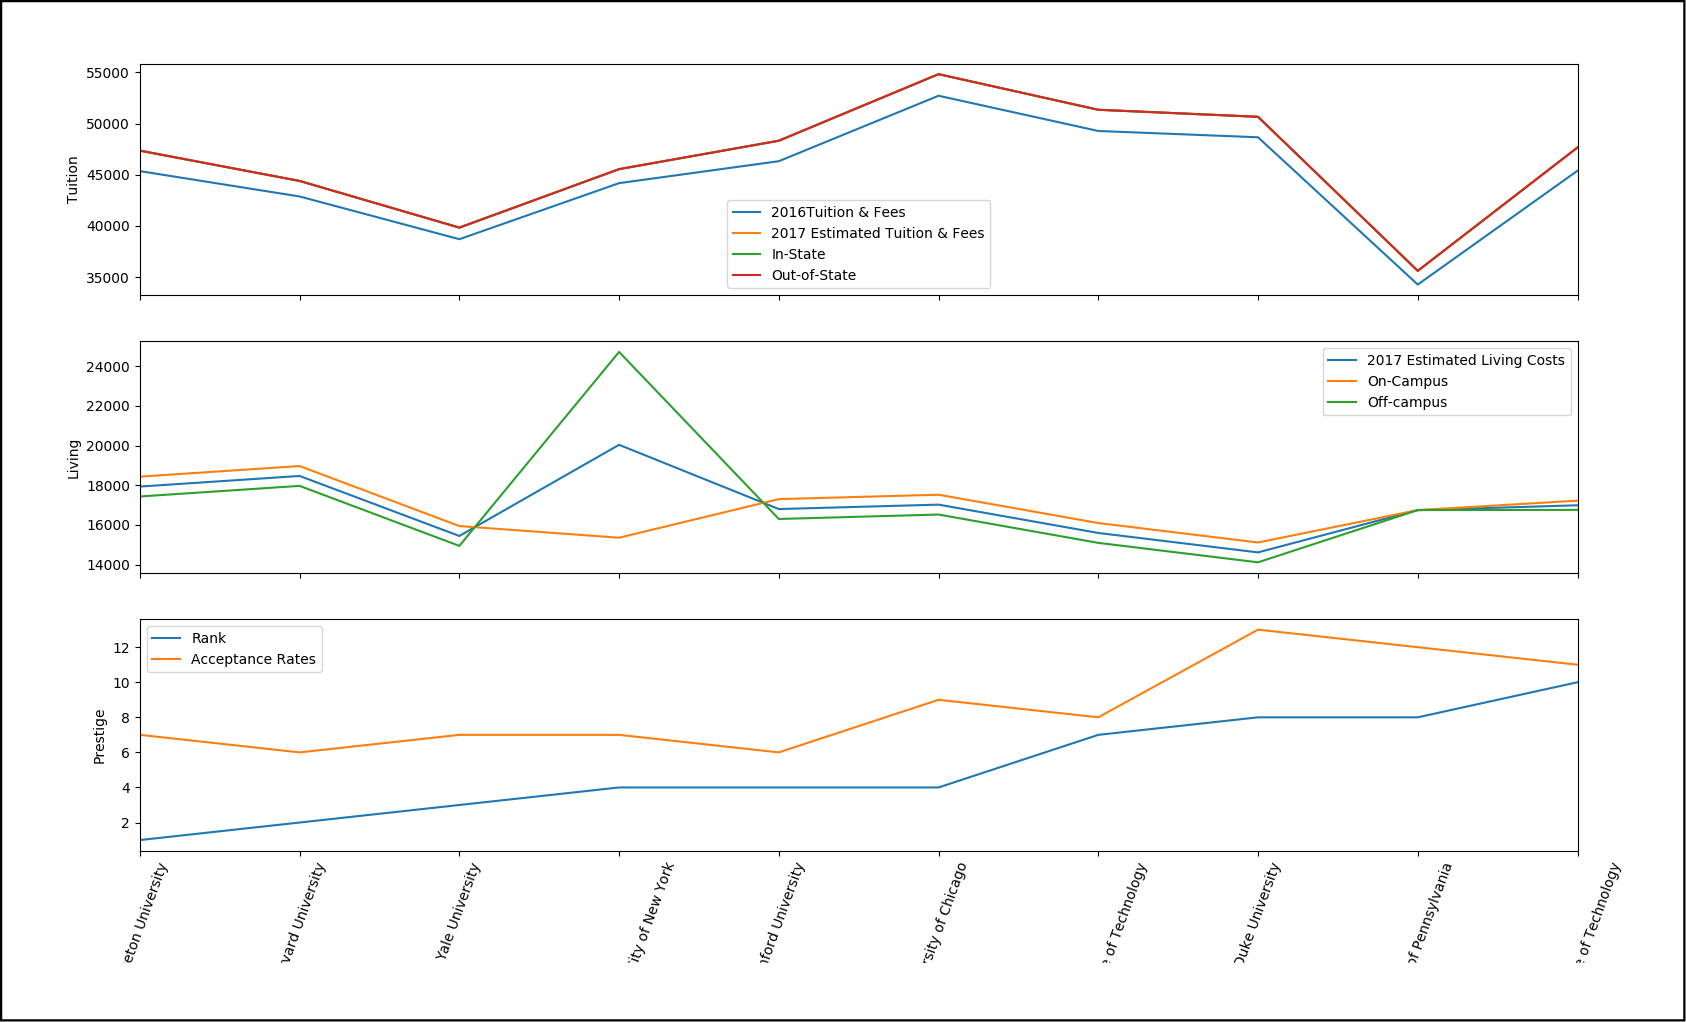 55000
50000
45000
40000
35000
Tuition
2016Tuition & Fees
2017 Estimated Tuition & Fees
In-State
Out-of-State
24000
22000
20000
18000
16000
14000
Living
2017 Estimated Living Costs
On-Campus
Off-campus
12
10
8
6
4
2
Prestige
Rank
Acceptance Rates
eton University
vard University
Yale University
ity of New York
nford University
rsity of Chicago
e of Technology
Duke University
of Pennsylvania
e of Technology